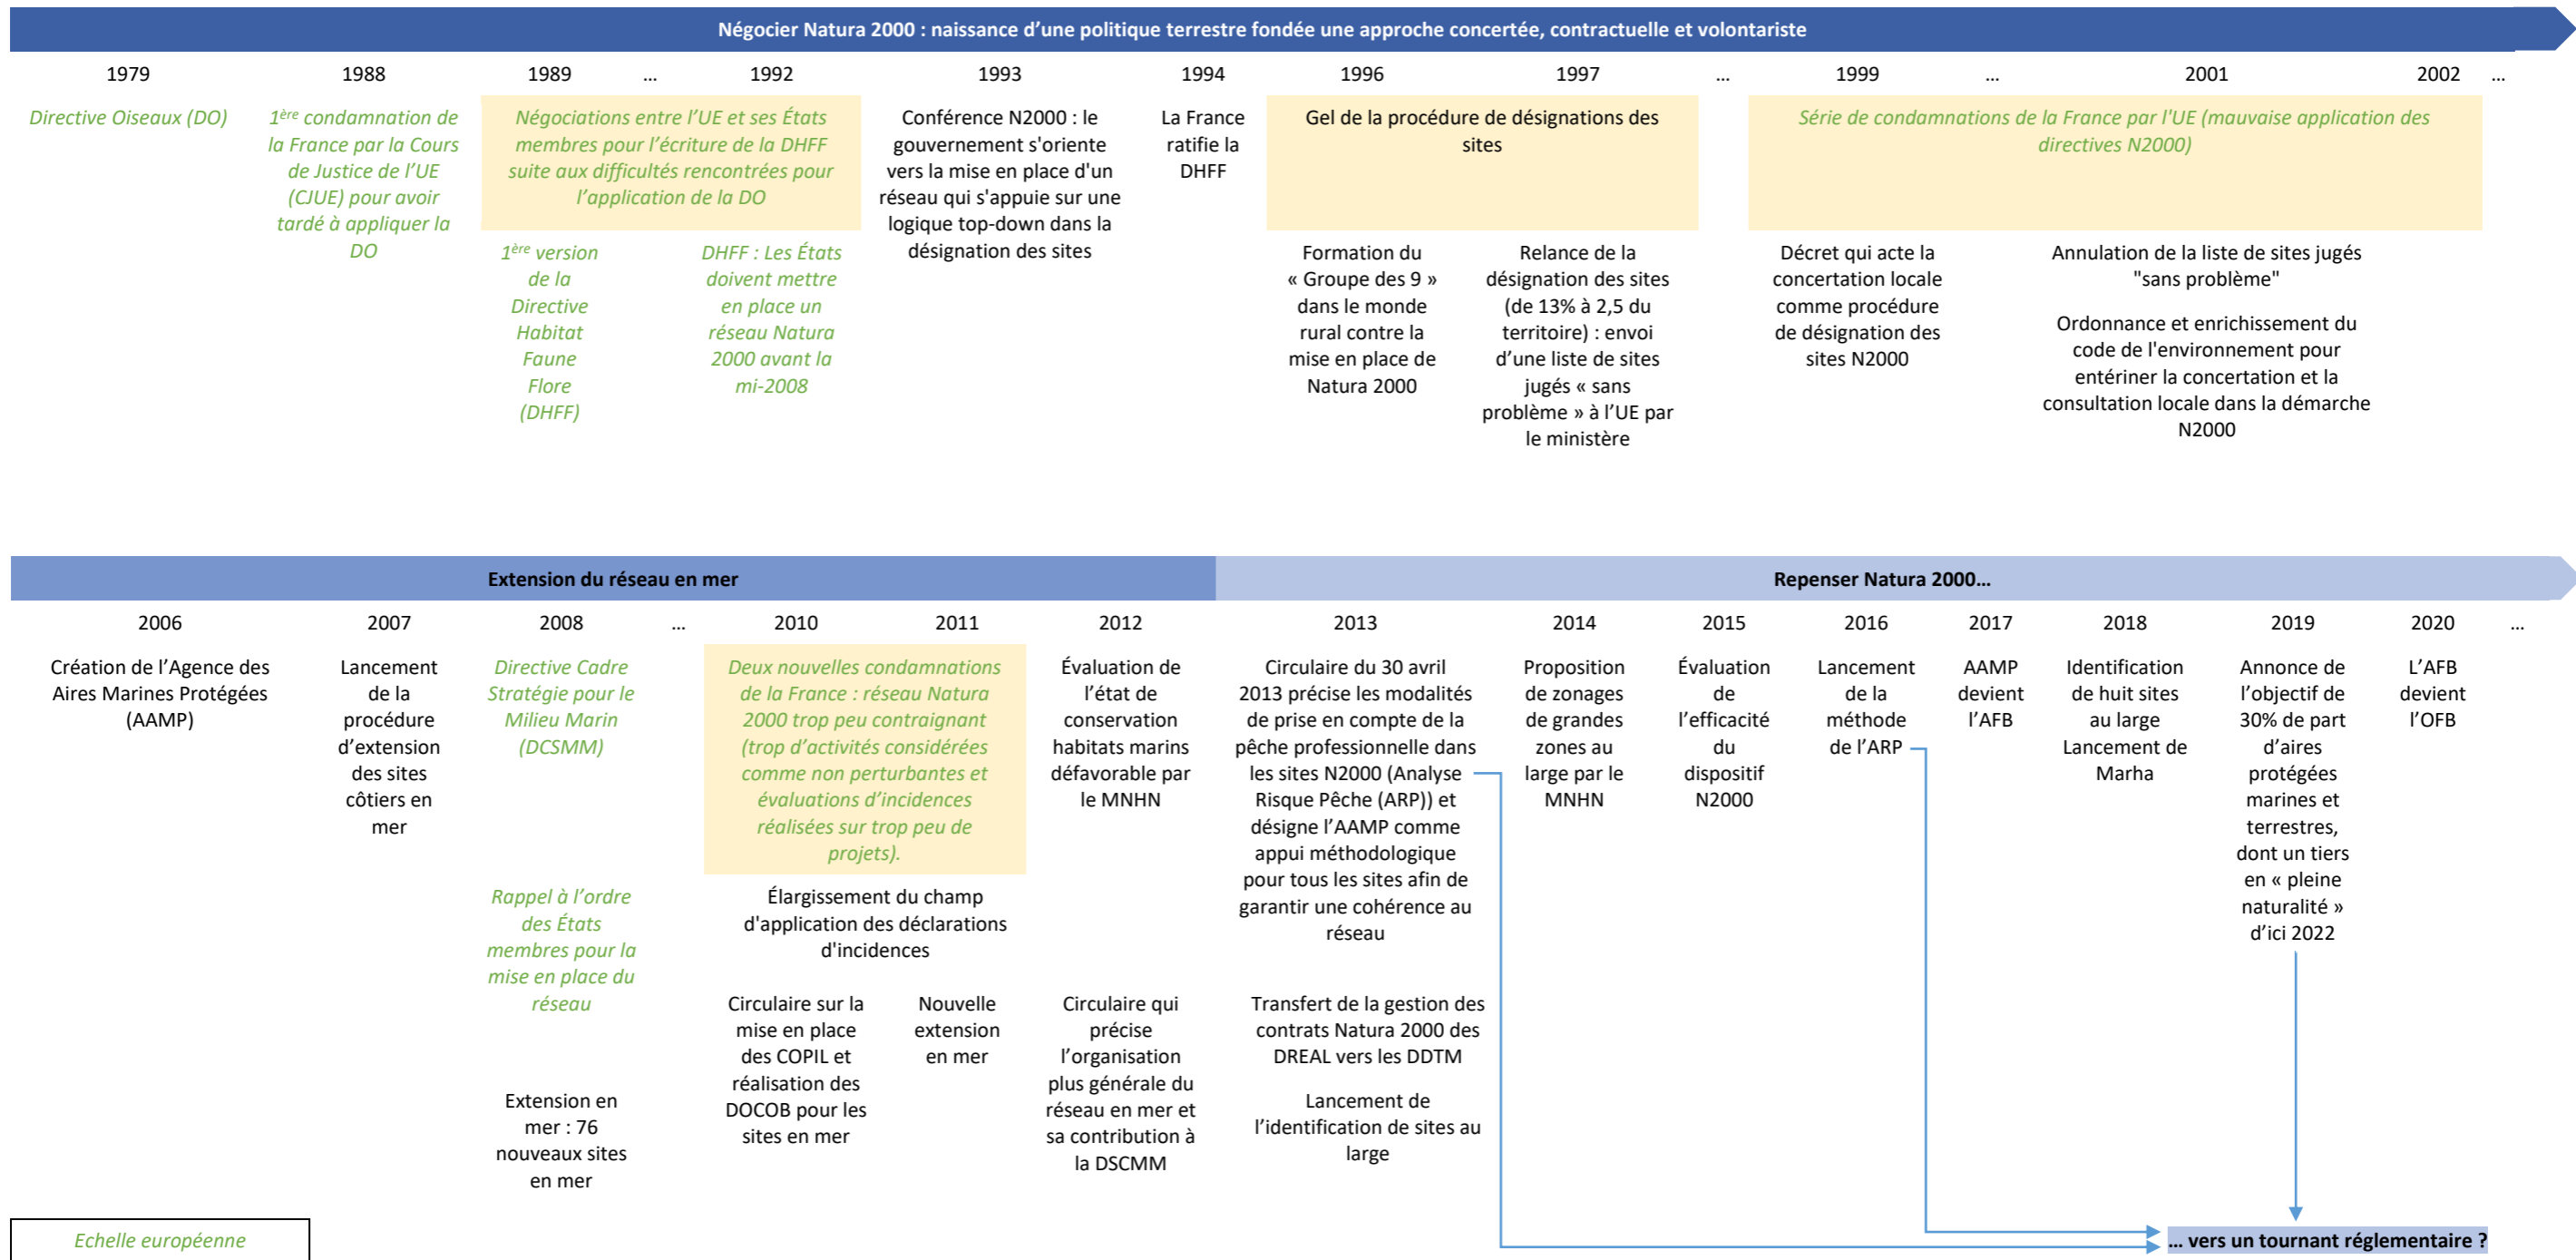 Négocier Natura 2000 : naissance d’une politique terrestre fondée une approche concertée, contractuelle et volontariste
1979
1988
1989
...
1992
1993
1994
1996
1997
...
1999
...
2001
2002
...
Directive Oiseaux (DO)
1ère condamnation de
la France par la Cours
de Justice de l’UE
(CJUE) pour avoir
tardé à appliquer la
DO
Négociations entre l’UE et ses États
membres pour l’écriture de la DHFF
suite aux difficultés rencontrées pour
l’application de la DO
1ère version
de la
Directive
Habitat
Faune
Flore
(DHFF)
DHFF : Les États
doivent mettre
en place un
réseau Natura
2000 avant la
mi-2008
Conférence N2000 : le
gouvernement s'oriente
vers la mise en place d'un
réseau qui s'appuie sur une
logique top-down dans la
désignation des sites
La France
ratifie la
DHFF
Gel de la procédure de désignations des
sites
Formation du
« Groupe des 9 »
dans le monde
rural contre la
mise en place de
Natura 2000
Relance de la
désignation des sites
(de 13% à 2,5 du
territoire) : envoi
d’une liste de sites
jugés « sans
problème » à l’UE par
le ministère
Série de condamnations de la France par l'UE (mauvaise application des
directives N2000)
Décret qui acte la
concertation locale
comme procédure
de désignation des
sites N2000
Annulation de la liste de sites jugés
"sans problème"
Ordonnance et enrichissement du
code de l'environnement pour
entériner la concertation et la
consultation locale dans la démarche
N2000
Extension du réseau en mer
Repenser Natura 2000...
2006
2007
2008
...
2010
2011
2012
2013
2014
2015
2016
2017
2018
2019
2020
...
Création de l’Agence des
Aires Marines Protégées
(AAMP)
Lancement
de la
procédure
d’extension
des sites
côtiers en
mer
Directive Cadre
Stratégie pour le
Milieu Marin
(DCSMM)
Rappel à l’ordre
des États
membres pour la
mise en place du
réseau
Extension en
mer : 76
nouveaux sites
en mer
Deux nouvelles condamnations
de la France : réseau Natura
2000 trop peu contraignant
(trop d’activités considérées
comme non perturbantes et
évaluations d’incidences
réalisées sur trop peu de
projets).
Élargissement du champ
d'application des déclarations
d'incidences
Circulaire sur la
mise en place
des COPIL et
réalisation des
DOCOB pour les
sites en mer
Nouvelle
extension
en mer
Évaluation de
l’état de
conservation
habitats marins
défavorable par
le MNHN
Circulaire qui
précise
l’organisation
plus générale du
réseau en mer et
sa contribution à
la DSCMM
Circulaire du 30 avril
2013 précise les modalités
de prise en compte de la
pêche professionnelle dans
les sites N2000 (Analyse
Risque Pêche (ARP)) et
désigne l’AAMP comme
appui méthodologique
pour tous les sites afin de
garantir une cohérence au
réseau
Transfert de la gestion des
contrats Natura 2000 des
DREAL vers les DDTM
Lancement de
l’identification de sites au
large
Proposition
de zonages
de grandes
zones au
large par le
MNHN
Évaluation
de
l’efficacité
du
dispositif
N2000
Lancement
de la
méthode
de l’ARP
AAMP
devient
l’AFB
Identification
de huit sites
au large
Lancement de
Marha
Annonce de
l’objectif de
30% de part
d’aires
protégées
marines et
terrestres,
dont un tiers
en « pleine
naturalité »
d’ici 2022
L’AFB
devient
l’OFB
Echelle européenne
... vers un tournant réglementaire ?